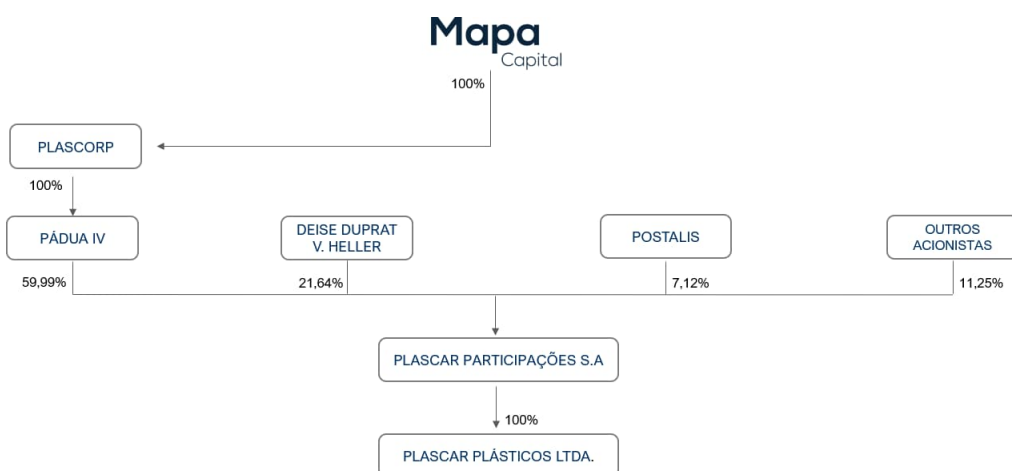 Mapa
Capital
100%
PLASCORP
100%
PÁDUA IV
DEISE DUPRAT
V. HELLER
POSTALIS
OUTROS
ACIONISTAS
59,99%
21,64%
7,12%
11,25%
PLASCAR PARTICIPAÇÕES S.A
100%
PLASCAR PLÁSTICOS LTDA.